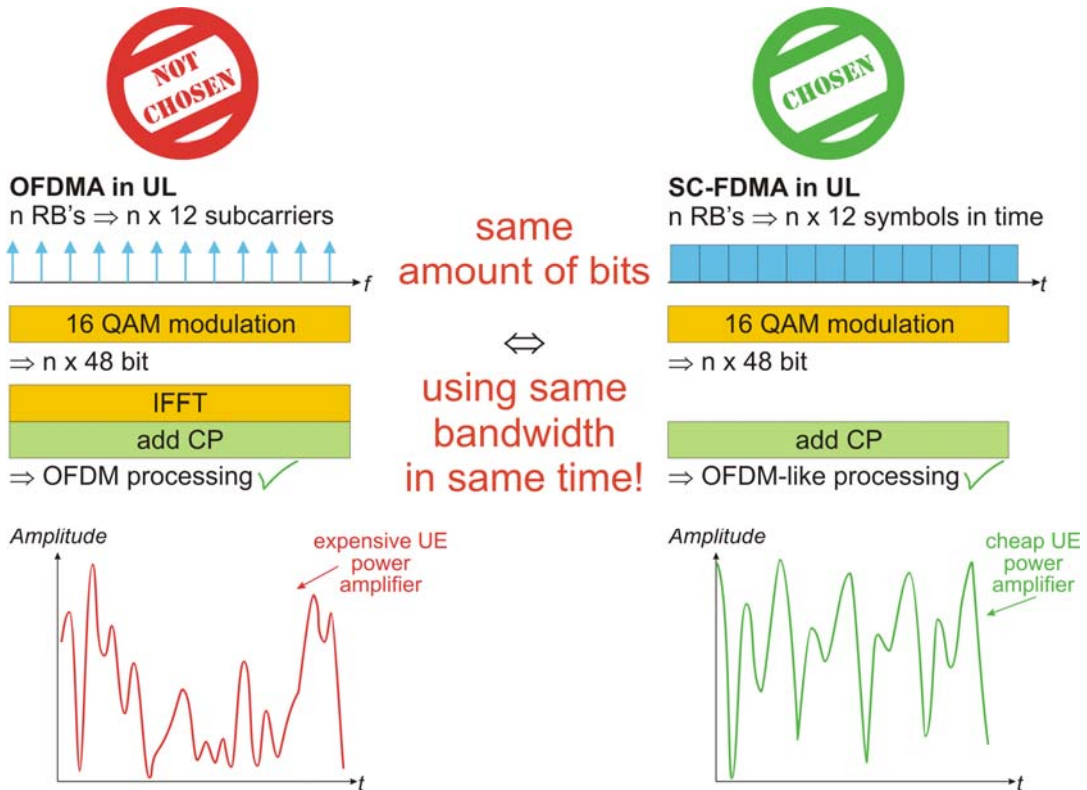 NOT
CHOSEN
OFDMA in UL
n RB's ⇒ n x 12 subcarriers
f
16 QAM modulation
⇒ n x 48 bit
IFFT
add CP
⇒ OFDM processing ✓
Amplitude
expensive UE
power
amplifier
t
same
amount of bits
⇔
using same
bandwidth
in same time!
CHOSEN
SC-FDMA in UL
n RB's ⇒ n x 12 symbols in time
t
16 QAM modulation
⇒ n x 48 bit
add CP
⇒ OFDM-like processing ✓
Amplitude
cheap UE
power
amplifier
t